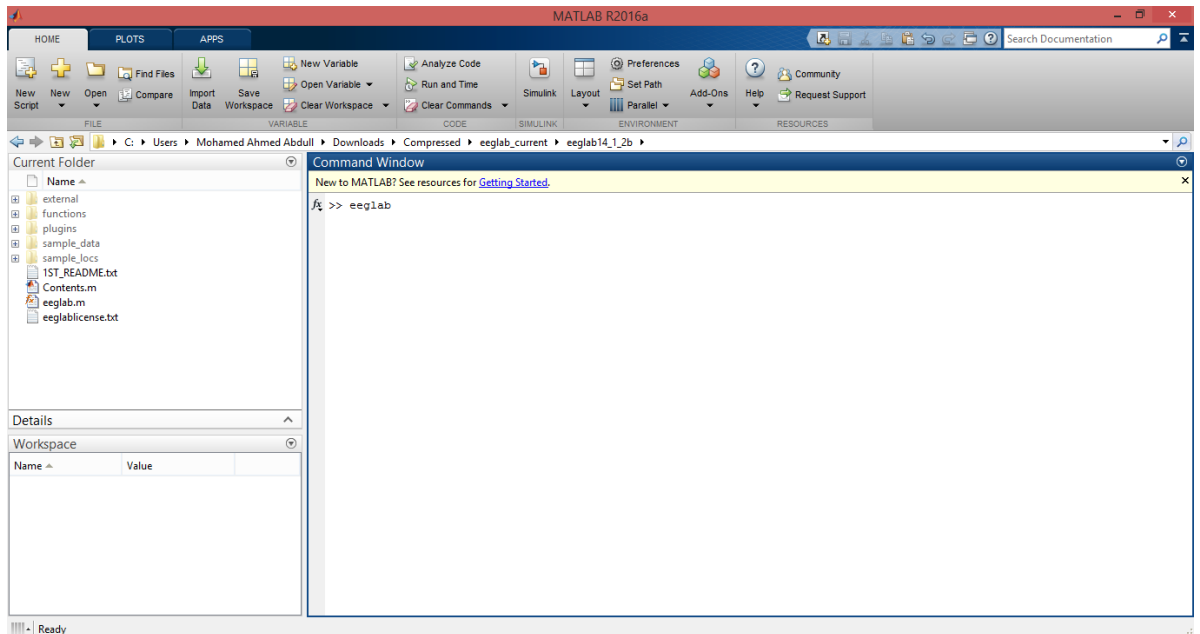 MATLAB R2016a
HOME PLOTS APPS
Search Documentation
New Script
New
Open
Find Files
Compare
Import Data
Save Workspace
New Variable
Open Variable
Clear Workspace
Analyze Code
Run and Time
Clear Commands
Simulink
Layout
Preferences
Set Path
Parallel
Add-Ons
Help
Community
Request Support
FILE VARIABLE CODE SIMULINK ENVIRONMENT RESOURCES
C: Users Mohamed Ahmed Abdull Downloads Compressed eeglab_current eeglab14_1_2b
Current Folder
Name
external
functions
plugins
sample_data
sample_locs
1ST_README.txt
Contents.m
eeglab.m
eeglablicense.txt
Details
Workspace
Name Value
Command Window
New to MATLAB? See resources for Getting Started.
fx >> eeglab
Ready